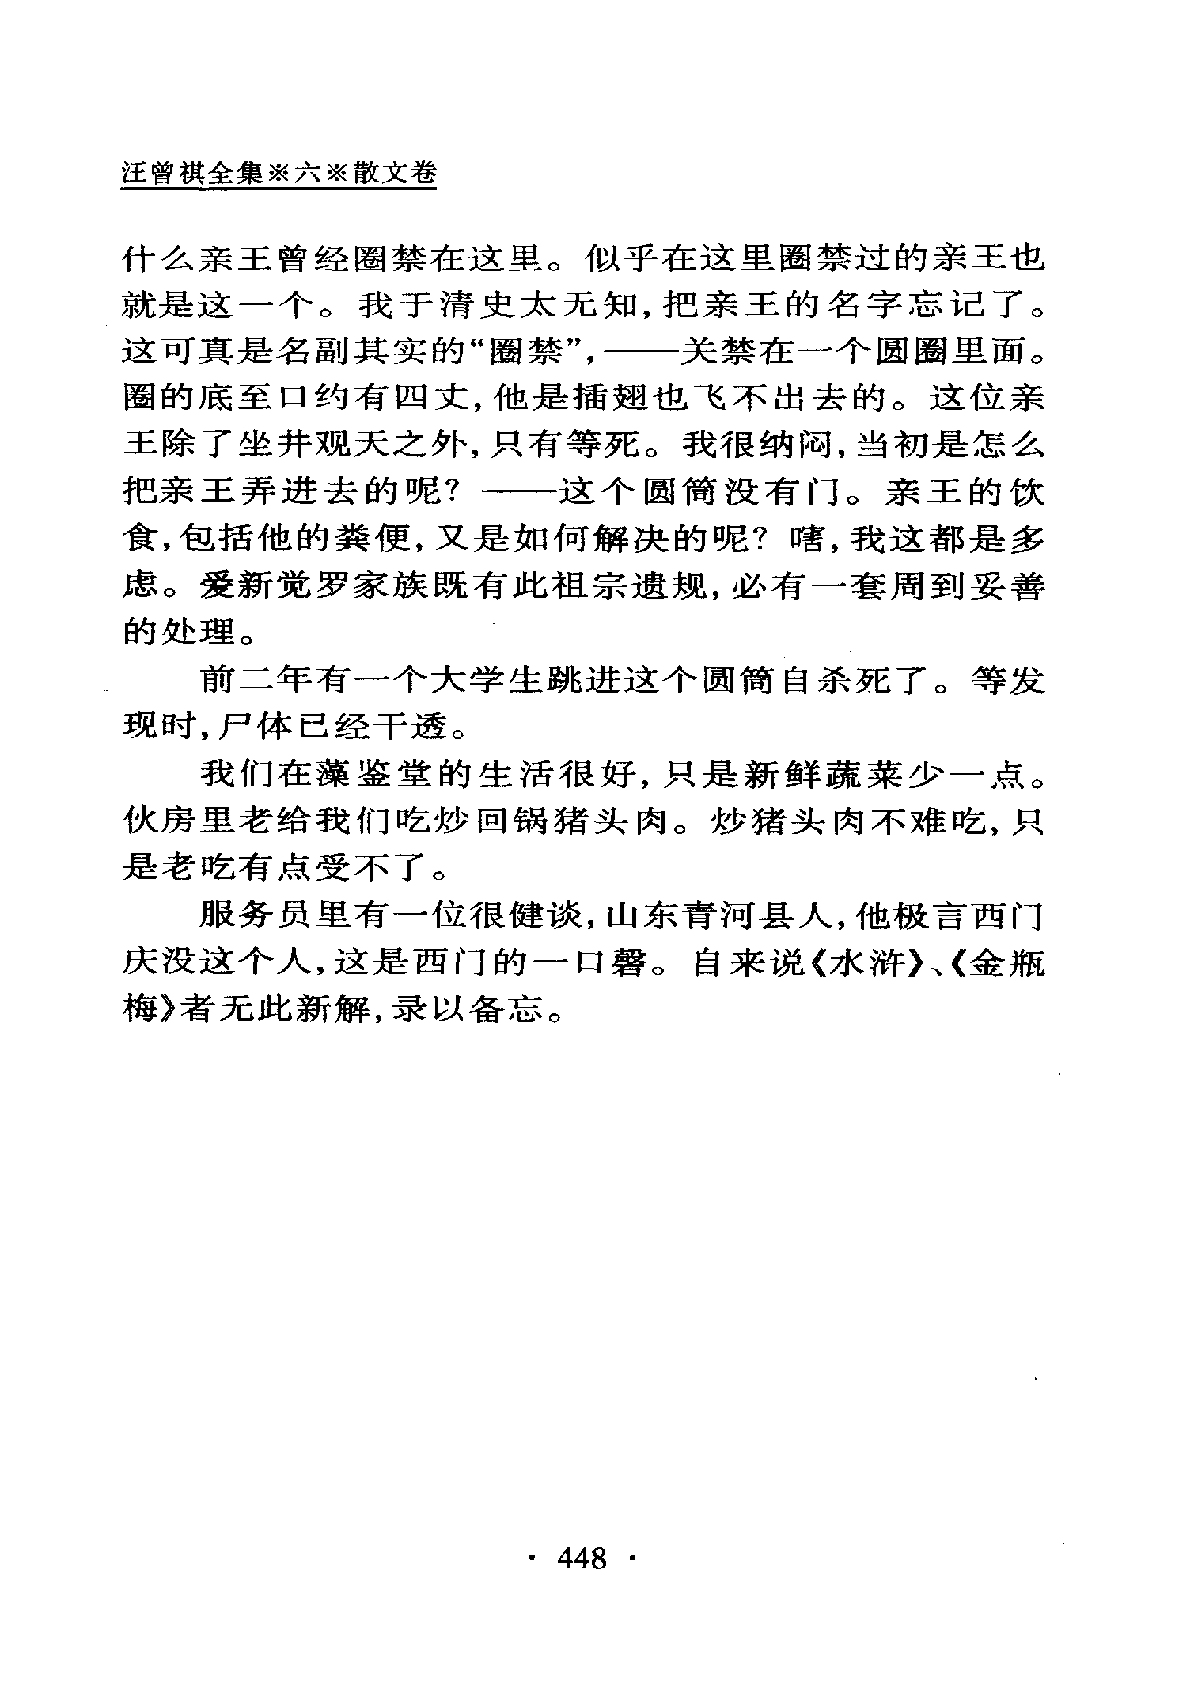 汪曾祺全集※六※散文卷
什么亲王曾经圈禁在这里。似乎在这里圈禁过的亲王也
就是这一个。我于清史太无知,把亲王的名字忘记了。
这可真是名副其实的“圈禁”,——关禁在一个圆圈里面。
圈的底至口约有四丈,他是插翅也飞不出去的。这位亲
王除了坐井观天之外,只有等死。我很纳闷,当初是怎么
把亲王弄进去的呢?——这个圆筒没有门。亲王的饮
食,包括他的粪便,又是如何解决的呢?嗐,我这都是多
虑。爱新觉罗家族既有此祖宗遗规,必有一套周到妥善
的处理。
前二年有一个大学生跳进这个圆筒自杀死了。等发
现时,尸体已经干透。
我们在藻鉴堂的生活很好,只是新鲜蔬菜少一点。
伙房里老给我们吃炒回锅猪头肉。炒猪头肉不难吃,只
是老吃有点受不了。
服务员里有一位很健谈,山东青河县人,他极言西门
庆没这个人,这是西门的一口磬。自来说《水浒》、《金瓶
梅》者无此新解,录以备忘。
· 448 ·